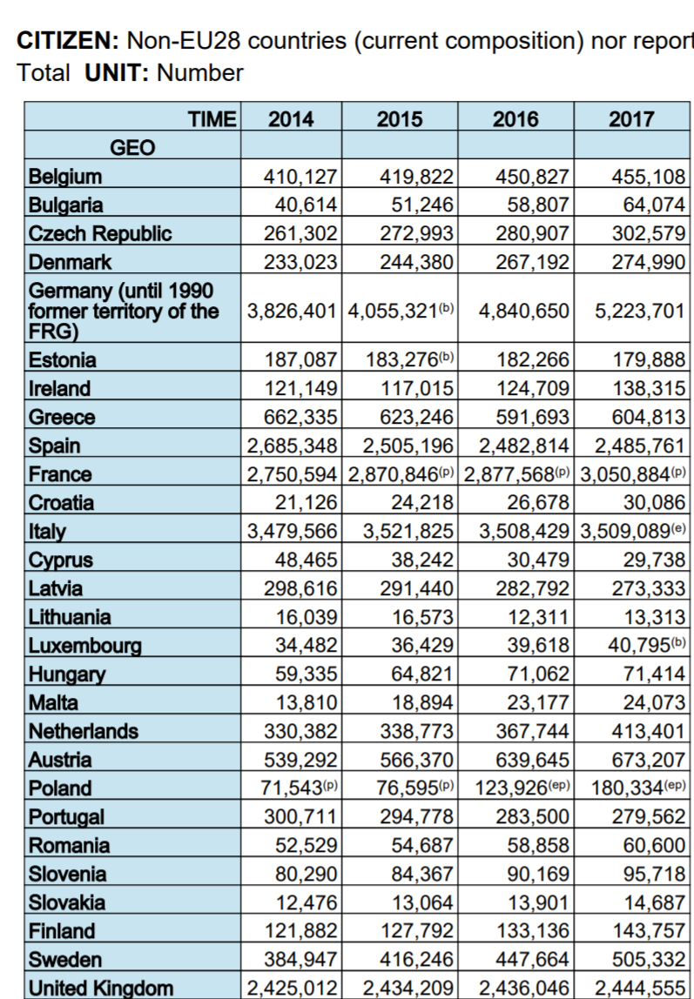 CITIZEN: Non-EU28 countries (current composition) nor report
Total UNIT: Number
TIME 2014 2015 2016 2017
GEO
Belgium 410,127 419,822 450,827 455,108
Bulgaria 40,614 51,246 58,807 64,074
Czech Republic 261,302 272,993 280,907 302,579
Denmark 233,023 244,380 267,192 274,990
Germany (until 1990
former territory of the
FRG) 3,826,401 4,055,321(b) 4,840,650 5,223,701
Estonia 187,087 183,276(b) 182,266 179,888
Ireland 121,149 117,015 124,709 138,315
Greece 662,335 623,246 591,693 604,813
Spain 2,685,348 2,505,196 2,482,814 2,485,761
France 2,750,594 2,870,846(p) 2,877,568(p) 3,050,884(p)
Croatia 21,126 24,218 26,678 30,086
Italy 3,479,566 3,521,825 3,508,429 3,509,089(e)
Cyprus 48,465 38,242 30,479 29,738
Latvia 298,616 291,440 282,792 273,333
Lithuania 16,039 16,573 12,311 13,313
Luxembourg 34,482 36,429 39,618 40,795(b)
Hungary 59,335 64,821 71,062 71,414
Malta 13,810 18,894 23,177 24,073
Netherlands 330,382 338,773 367,744 413,401
Austria 539,292 566,370 639,645 673,207
Poland 71,543(p) 76,595(p) 123,926(ep) 180,334(ep)
Portugal 300,711 294,778 283,500 279,562
Romania 52,529 54,687 58,858 60,600
Slovenia 80,290 84,367 90,169 95,718
Slovakia 12,476 13,064 13,901 14,687
Finland 121,882 127,792 133,136 143,757
Sweden 384,947 416,246 447,664 505,332
United Kingdom 2,425,012 2,434,209 2,436,046 2,444,555